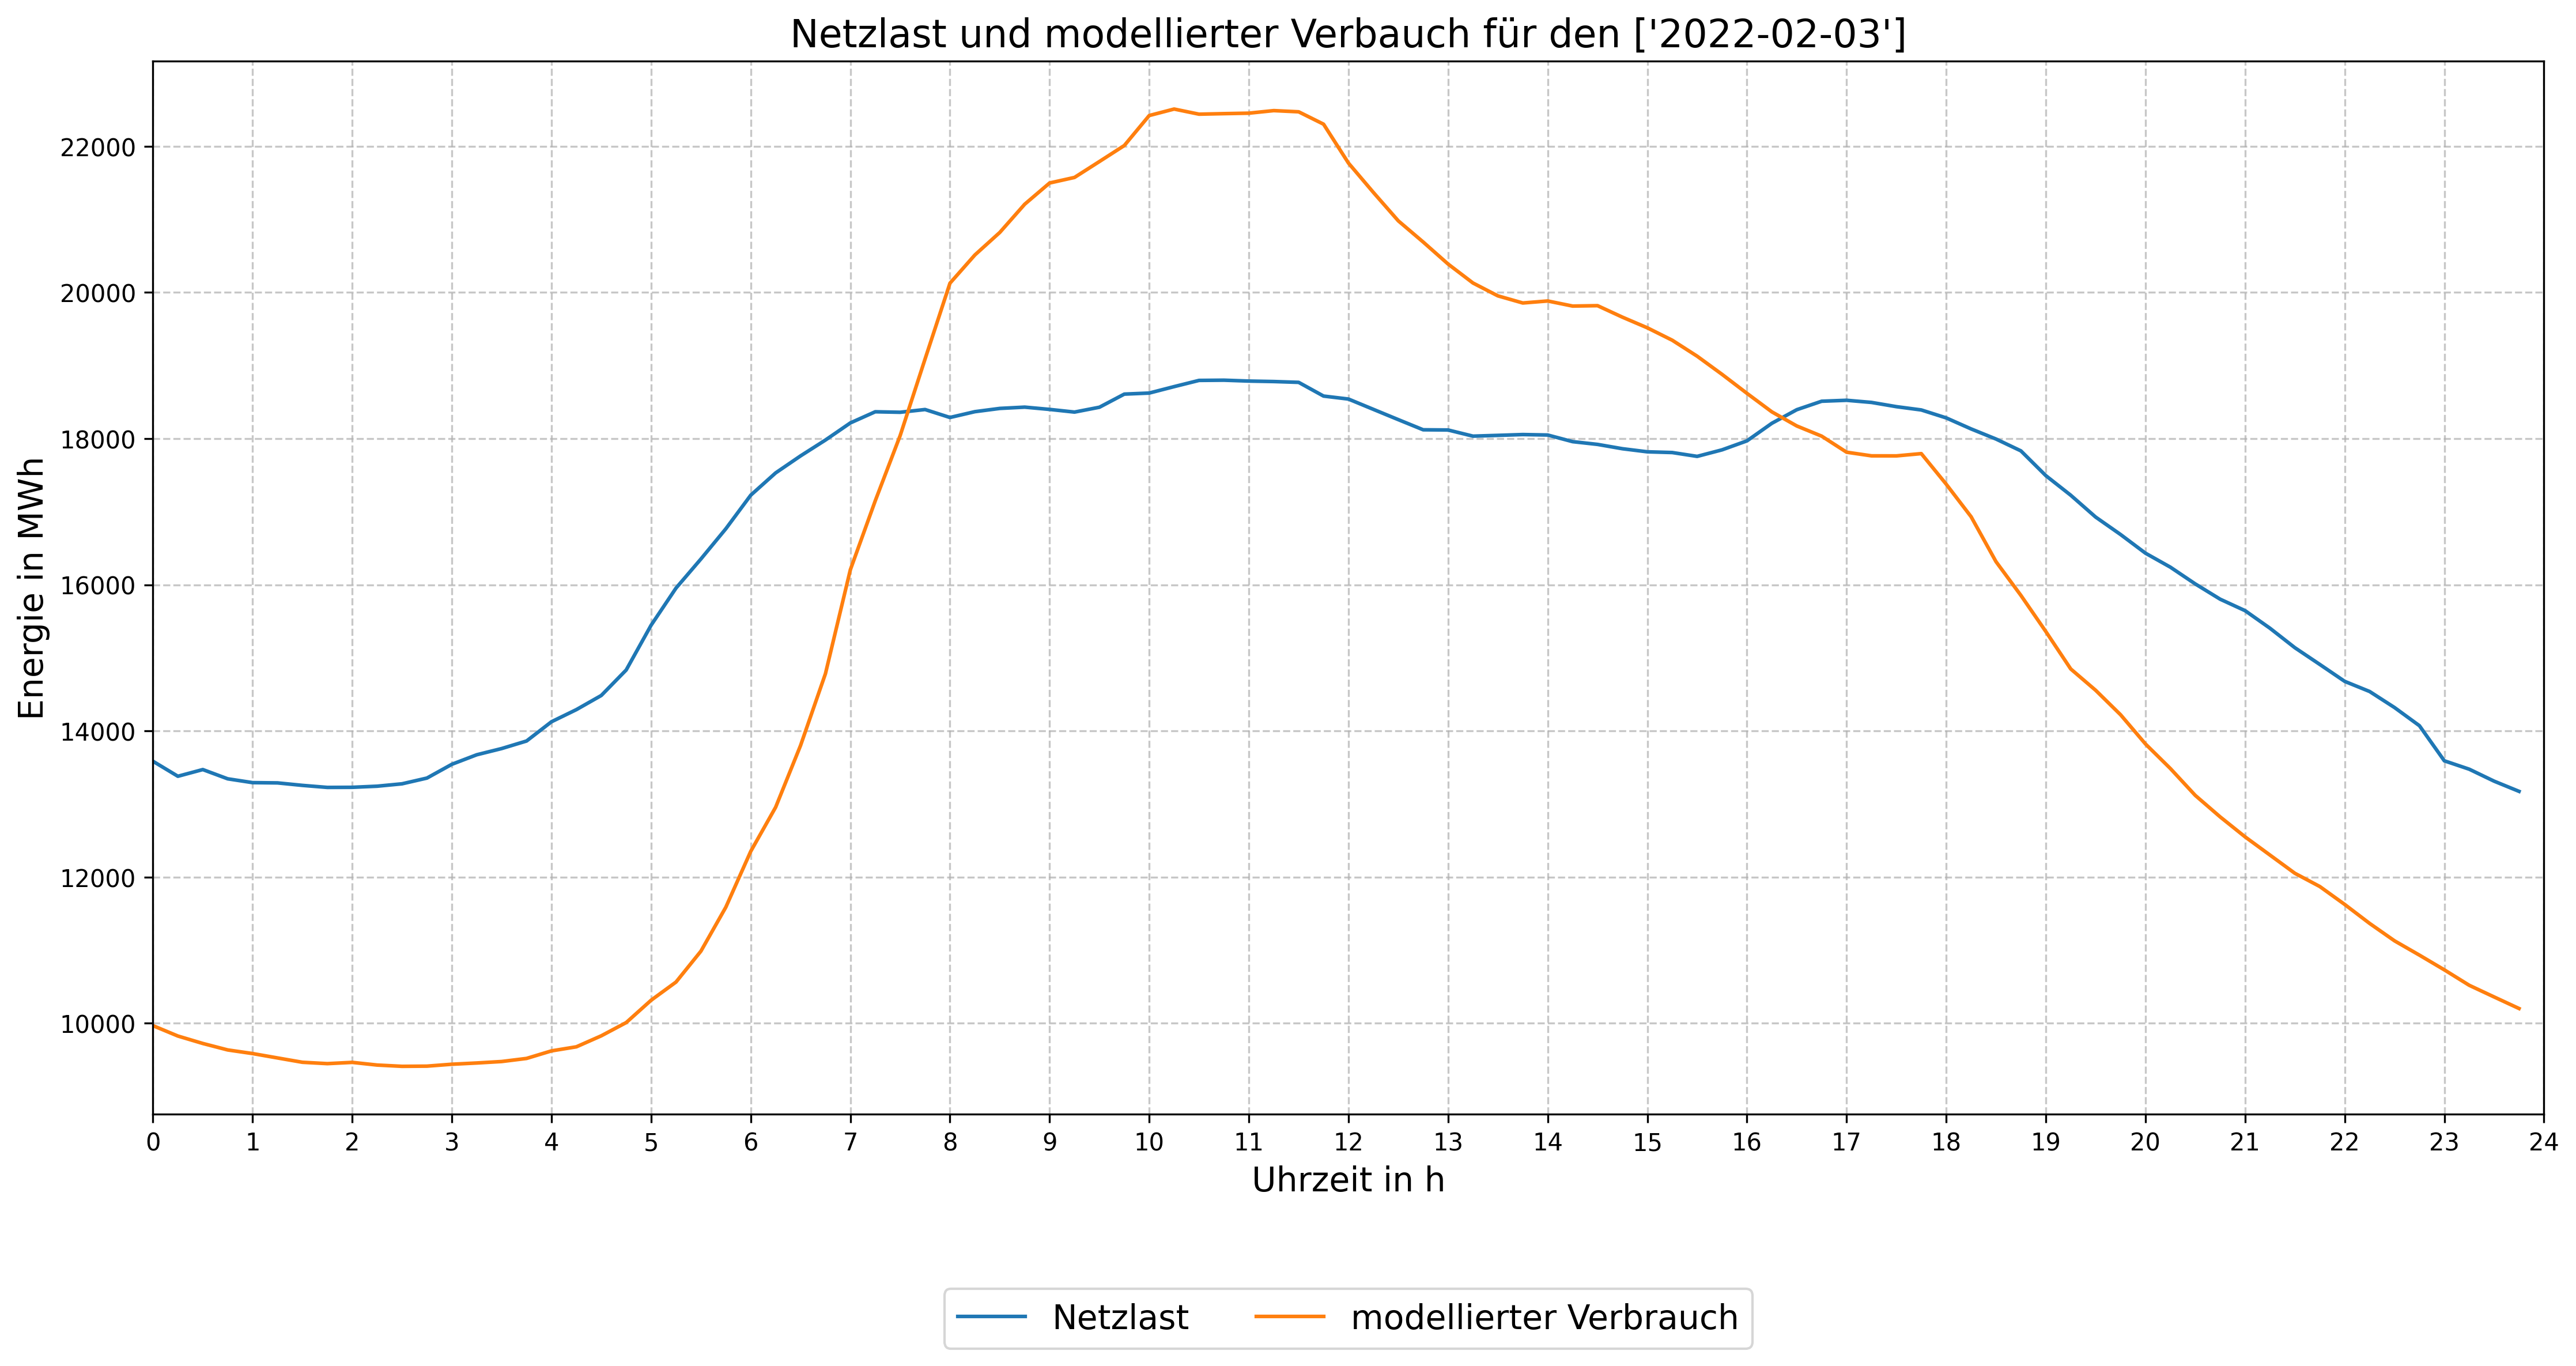 Netzlast und modellierter Verbauch für den ['2022-02-03']
Energie in MWh
22000
20000
18000
16000
14000
12000
10000
0 1 2 3 4 5 6 7 8 9 10 11 12 13 14 15 16 17 18 19 20 21 22 23 24
Uhrzeit in h
Netzlast modellierter Verbrauch